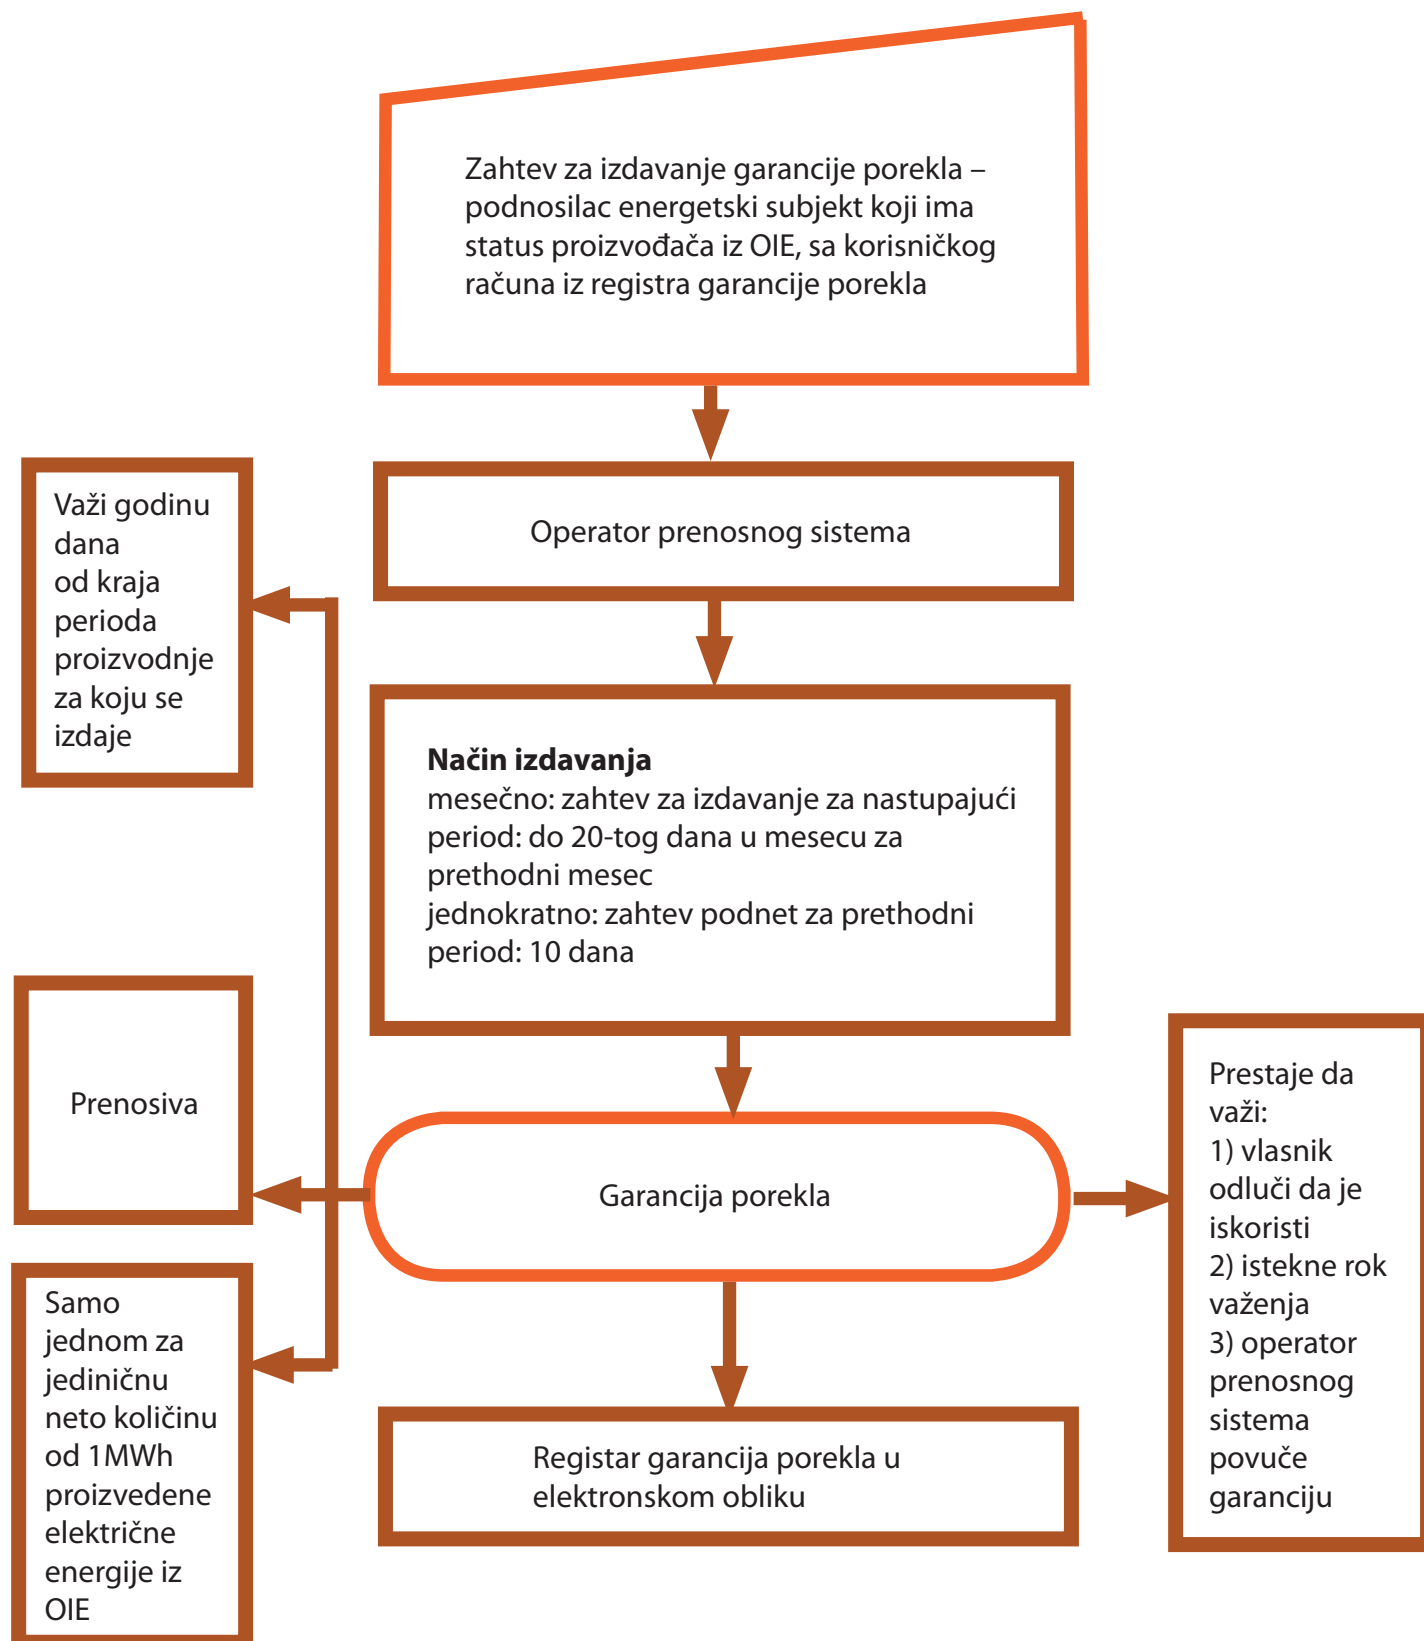 Zahtev za izdavanje garancije porekla –
podnosilac energetski subjekt koji ima
status proizvođača iz OIE, sa korisničkog
računa iz registra garancije porekla
Operator prenosnog sistema
Važi godinu
dana
od kraja
perioda
proizvodnje
za koju se
izdaje
Način izdavanja
mesečno: zahtev za izdavanje za nastupajući
period: do 20-tog dana u mesecu za
prethodni mesec
jednokratno: zahtev podnet za prethodni
period: 10 dana
Prenosiva
Garancija porekla
Prestaje da
važi:
1) vlasnik
odluči da je
iskoristi
2) istekne rok
važenja
3) operator
prenosnog
sistema
povuče
garanciju
Samo
jednom za
jediničnu
neto količinu
od 1MWh
proizvedene
električne
energije iz
OIE
Registar garancija porekla u
elektronskom obliku